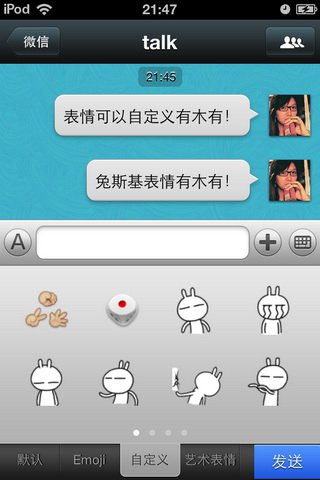 iPod
21:47
微信
talk
21:45
表情可以自定义有木有！
兔斯基表情有木有！
A
默认
Emoji
自定义
艺术表情
发送